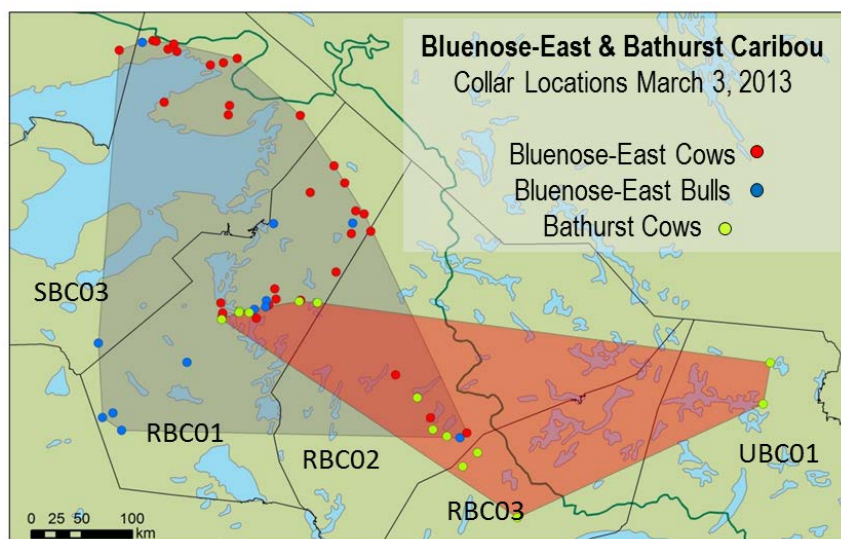 Bluenose-East & Bathurst Caribou
Collar Locations March 3, 2013
Bluenose-East Cows
Bluenose-East Bulls
Bathurst Cows
SBC03
RBC01
RBC02
RBC03
UBC01
0 25 50 100
km